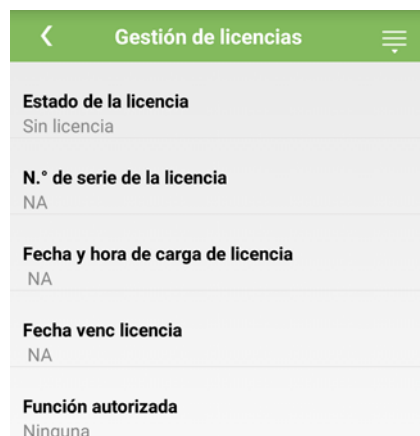 Gestión de licencias
Estado de la licencia
Sin licencia
N.° de serie de la licencia
NA
Fecha y hora de carga de licencia
NA
Fecha venc licencia
NA
Función autorizada
Ninguna